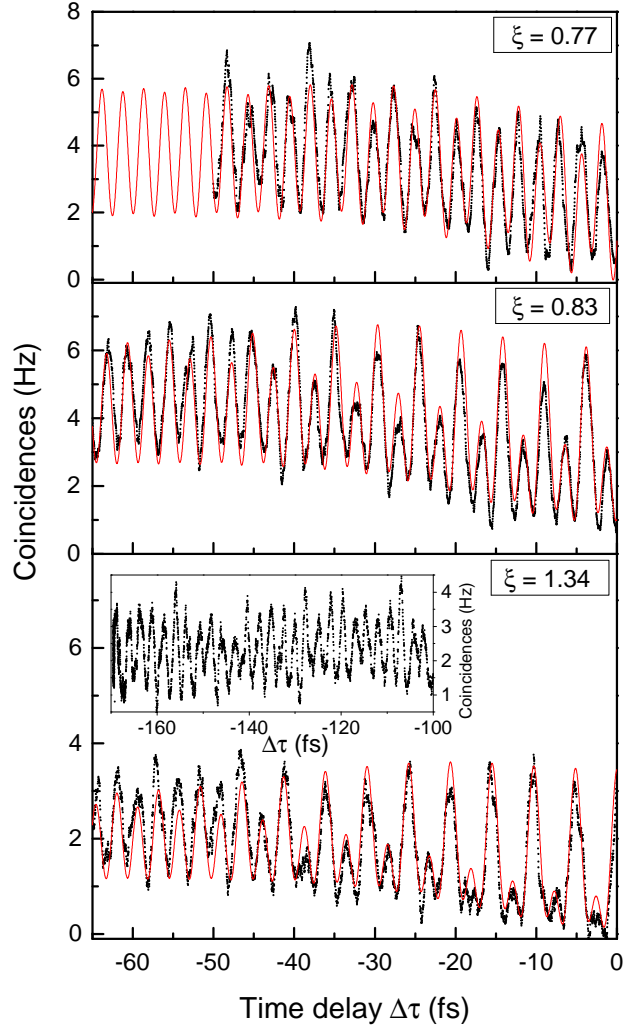 ξ = 0.77
8
6
4
2
0
ξ = 0.83
6
4
2
0
Coincidences (Hz)
ξ = 1.34
6
4
2
0
4
3
2
1
Coincidences (Hz)
-160 -140 -120 -100
Δτ (fs)
-60 -50 -40 -30 -20 -10 0
Time delay Δτ (fs)